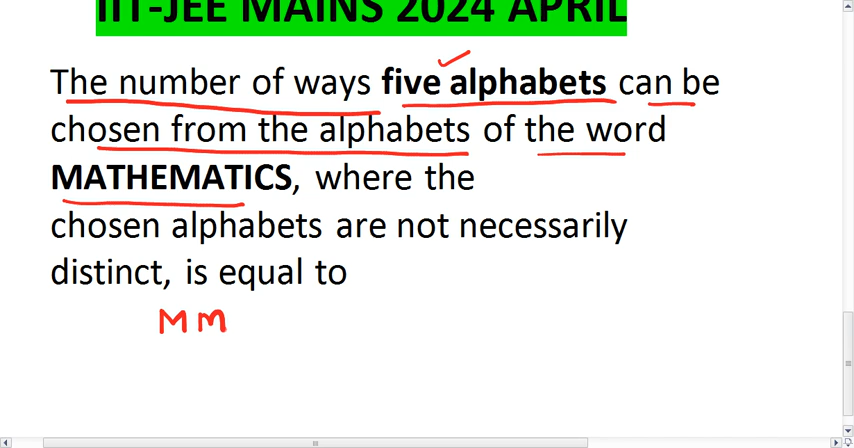 IIT-JEE MAINS 2024 APRIL
The number of ways five alphabets can be
chosen from the alphabets of the word
MATHEMATICS, where the
chosen alphabets are not necessarily
distinct, is equal to
M m